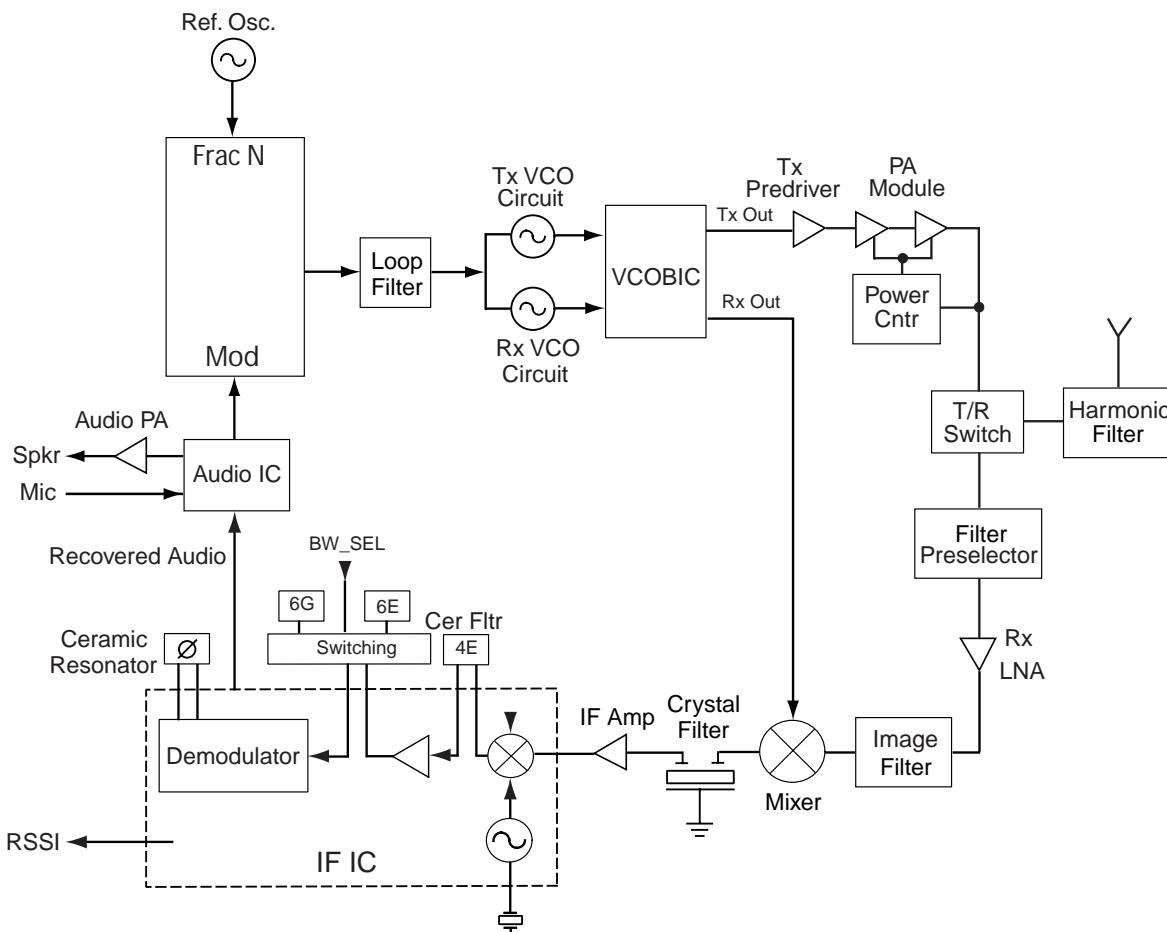 Ref. Osc.
Frac N
Mod
Loop
Filter
Tx VCO
Circuit
Rx VCO
Circuit
VCOBIC
Tx Out
Rx Out
Tx
Predriver
PA
Module
Power
Cntr
T/R
Switch
Harmonic
Filter
Filter
Preselector
Rx
LNA
Image
Filter
Mixer
Crystal
Filter
IF Amp
Audio PA
Spkr
Mic
Audio IC
Recovered Audio
BW_SEL
6G
6E
Switching
Cer Fltr
4E
Ceramic
Resonator
Ø
Demodulator
RSSI
IF IC